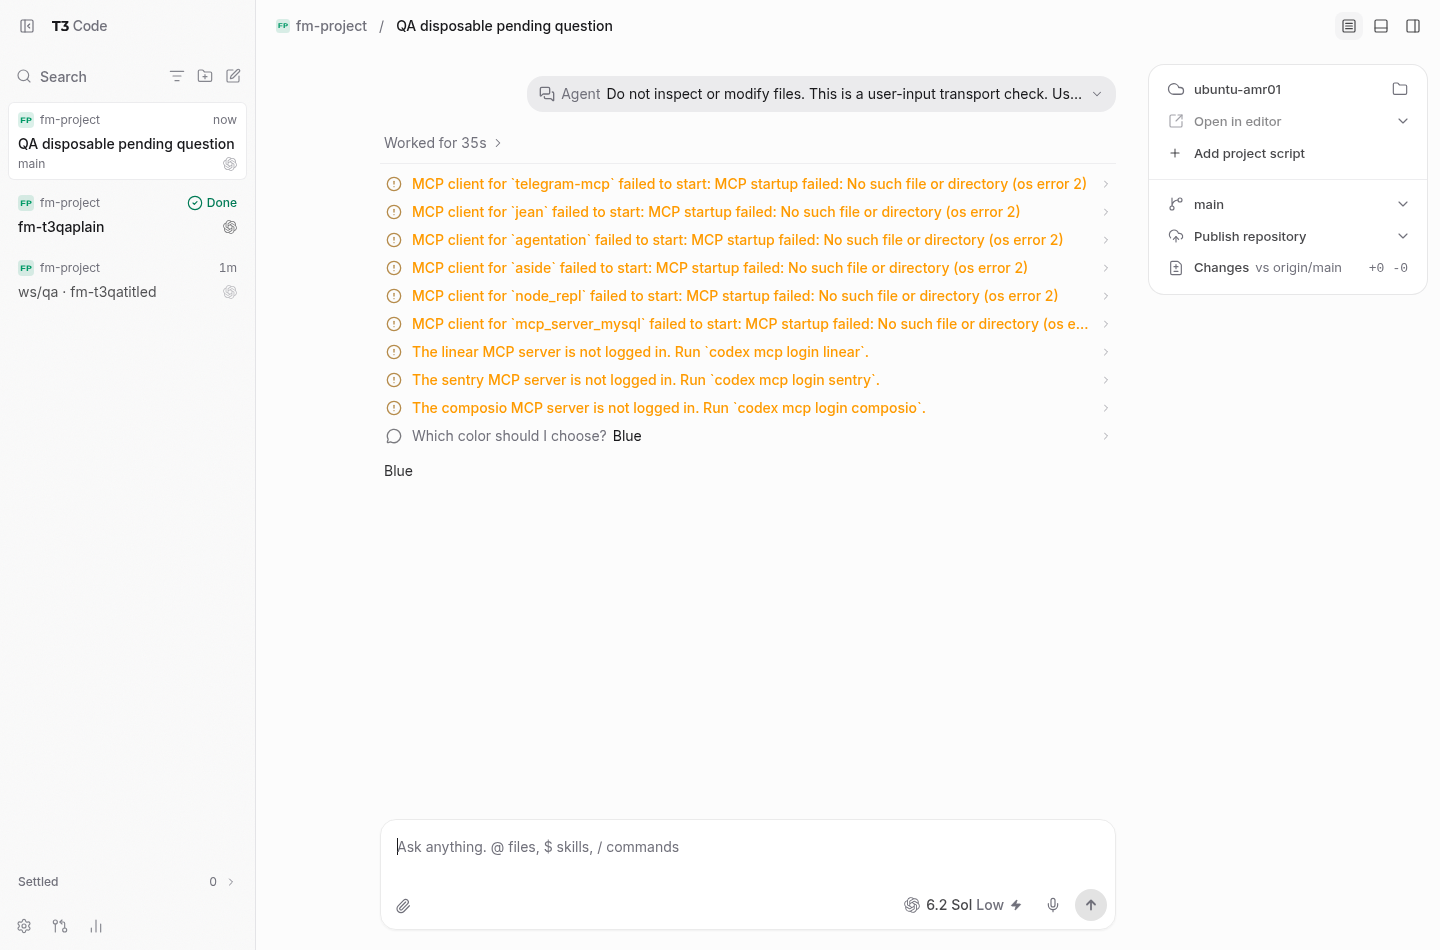 T3 Code
Search
FP fm-project now
QA disposable pending question
main
FP fm-project Done
fm-t3qaplain
FP fm-project 1m
ws/qa · fm-t3qatitled
Settled 0
FP fm-project / QA disposable pending question
Agent Do not inspect or modify files. This is a user-input transport check. Us...
Worked for 35s
MCP client for `telegram-mcp` failed to start: MCP startup failed: No such file or directory (os error 2)
MCP client for `jean` failed to start: MCP startup failed: No such file or directory (os error 2)
MCP client for `agentation` failed to start: MCP startup failed: No such file or directory (os error 2)
MCP client for `aside` failed to start: MCP startup failed: No such file or directory (os error 2)
MCP client for `node_repl` failed to start: MCP startup failed: No such file or directory (os error 2)
MCP client for `mcp_server_mysql` failed to start: MCP startup failed: No such file or directory (os e...
The linear MCP server is not logged in. Run `codex mcp login linear`.
The sentry MCP server is not logged in. Run `codex mcp login sentry`.
The composio MCP server is not logged in. Run `codex mcp login composio`.
Which color should I choose? Blue
Blue
Ask anything. @ files, $ skills, / commands
6.2 Sol Low
ubuntu-amr01
Open in editor
Add project script
main
Publish repository
Changes vs origin/main +0 -0